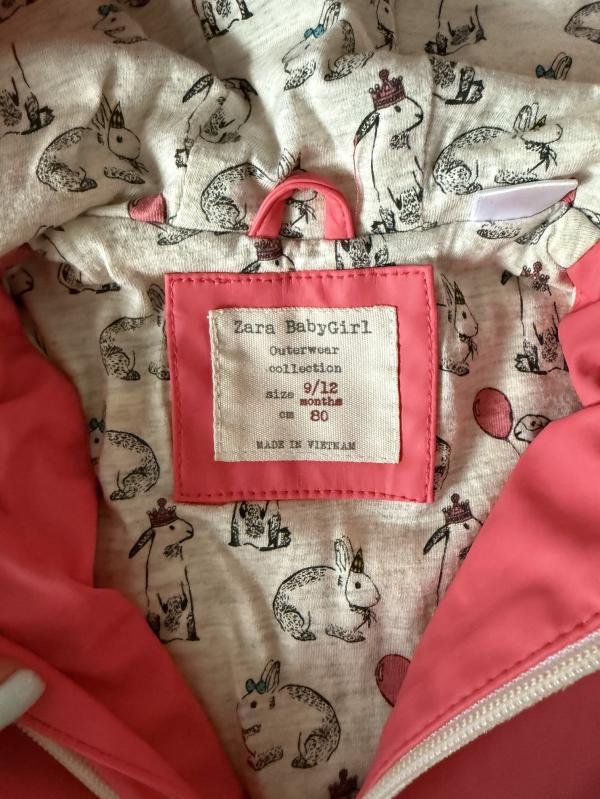 Zara BabyGirl
Outerwear
collection
size 9/12
months
cm 80
MADE IN VIETNAM